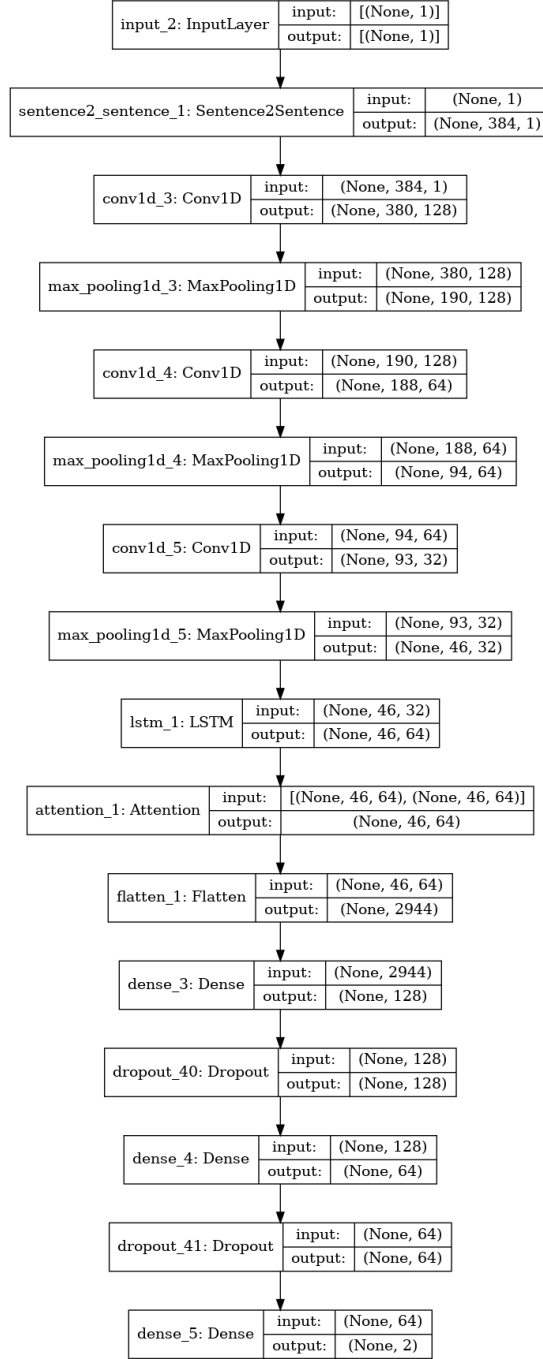 input_2: InputLayer
input: [(None, 1)]
output: [(None, 1)]
sentence2_sentence_1: Sentence2Sentence
input: (None, 1)
output: (None, 384, 1)
conv1d_3: Conv1D
input: (None, 384, 1)
output: (None, 380, 128)
max_pooling1d_3: MaxPooling1D
input: (None, 380, 128)
output: (None, 190, 128)
conv1d_4: Conv1D
input: (None, 190, 128)
output: (None, 188, 64)
max_pooling1d_4: MaxPooling1D
input: (None, 188, 64)
output: (None, 94, 64)
conv1d_5: Conv1D
input: (None, 94, 64)
output: (None, 93, 32)
max_pooling1d_5: MaxPooling1D
input: (None, 93, 32)
output: (None, 46, 32)
lstm_1: LSTM
input: (None, 46, 32)
output: (None, 46, 64)
attention_1: Attention
input: [(None, 46, 64), (None, 46, 64)]
output: (None, 46, 64)
flatten_1: Flatten
input: (None, 46, 64)
output: (None, 2944)
dense_3: Dense
input: (None, 2944)
output: (None, 128)
dropout_40: Dropout
input: (None, 128)
output: (None, 128)
dense_4: Dense
input: (None, 128)
output: (None, 64)
dropout_41: Dropout
input: (None, 64)
output: (None, 64)
dense_5: Dense
input: (None, 64)
output: (None, 2)